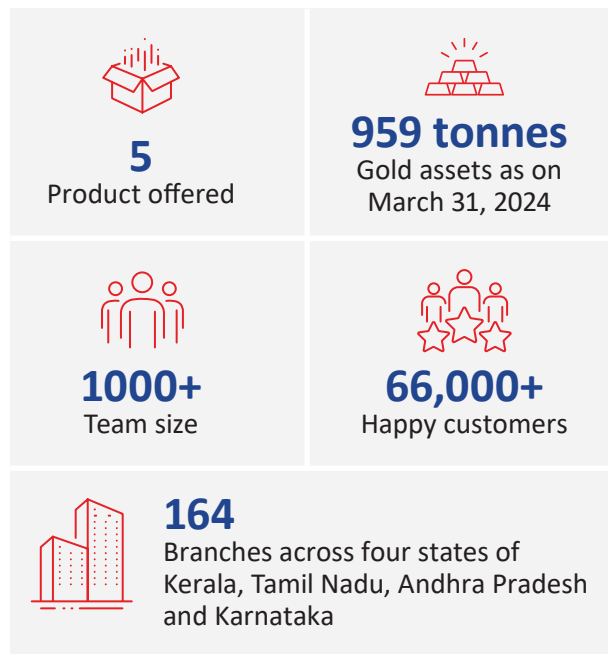 5
Product offered
959 tonnes
Gold assets as on
March 31, 2024
1000+
Team size
66,000+
Happy customers
164
Branches across four states of
Kerala, Tamil Nadu, Andhra Pradesh
and Karnataka